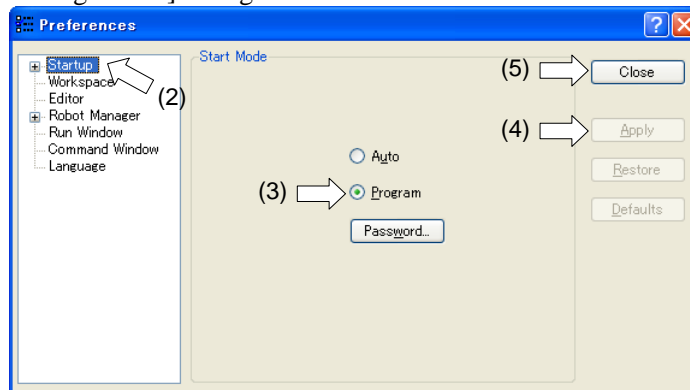 Preferences
Startup
Workspace
Editor
Robot Manager
Run Window
Command Window
Language
(2)
Start Mode
Auto
(3)
Program
Password...
(5)
Close
(4)
Apply
Restore
Defaults